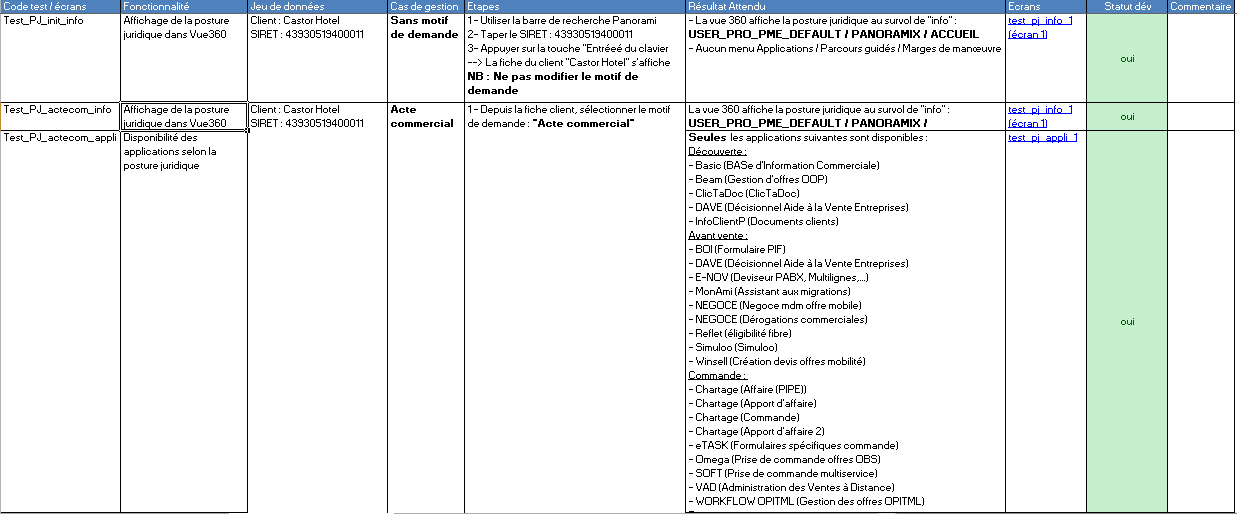 Code test / écrans Fonctionnalité Jeu de données Cas de gestion Etapes Résultat Attendu Ecrans Statut dév Commentaire
Test_PJ_init_info
Affichage de la posture
juridique dans Vue360
Client : Castor Hotel
SIRET : 43930519400011
Sans motif
de demande
1- Utiliser la barre de recherche Panorami
2- Taper le SIRET : 43930519400011
3- Appuyer sur la touche "Entréeé du clavier
--> La fiche du client "Castor Hotel" s'affiche
NB : Ne pas modifier le motif de
demande
- La vue 360 affiche la posture juridique au survol de "info" :
USER_PRO_PME_DEFAULT / PANORAMIX / ACCUEIL
- Aucun menu Applications / Parcours guidés / Marges de manœuvre
test_pj_info_1
(écran 1)
oui
Test_PJ_actecom_info
Affichage de la posture
juridique dans Vue360
Client : Castor Hotel
SIRET : 43930519400011
Acte
commercial
1- Depuis la fiche client, sélectionner le motif
de demande : "Acte commercial"
La vue 360 affiche la posture juridique au survol de "info" :
USER_PRO_PME_DEFAULT / PANORAMIX /
test_pj_info_1
(écran 1)
oui
Test_PJ_actecom_appli
Disponibilité des
applications selon la
posture juridique
Seules les applications suivantes sont disponibles :
Découverte :
- Basic (BASe d'Information Commerciale)
- Beam (Gestion d'offres OOP)
- ClicTaDoc (ClicTaDoc)
- DAVE (Décisionnel Aide à la Vente Entreprises)
- InfoClientP (Documents clients)
Avant vente :
- BOI (Formulaire PIF)
- DAVE (Décisionnel Aide à la Vente Entreprises)
- E-NOV (Deviseur PABX, Multilignes,...)
- MonAmi (Assistant aux migrations)
- NEGOCE (Negoce mdm offre mobile)
- NEGOCE (Dérogations commerciales)
- Reflet (éligibilité fibre)
- Simuloo (Simuloo)
- Winsell (Création devis offres mobilité)
Commande :
- Chartage (Affaire (PIPE))
- Chartage (Apport d'affaire)
- Chartage (Commande)
- Chartage (Apport d'affaire 2)
- eTASK (Formulaires spécifiques commande)
- Omega (Prise de commande offres OBS)
- SOFT (Prise de commande multiservice)
- VAD (Administration des Ventes à Distance)
- WORKFLOW OPITML (Gestion des offres OPITML)
test_pj_appli_1
oui